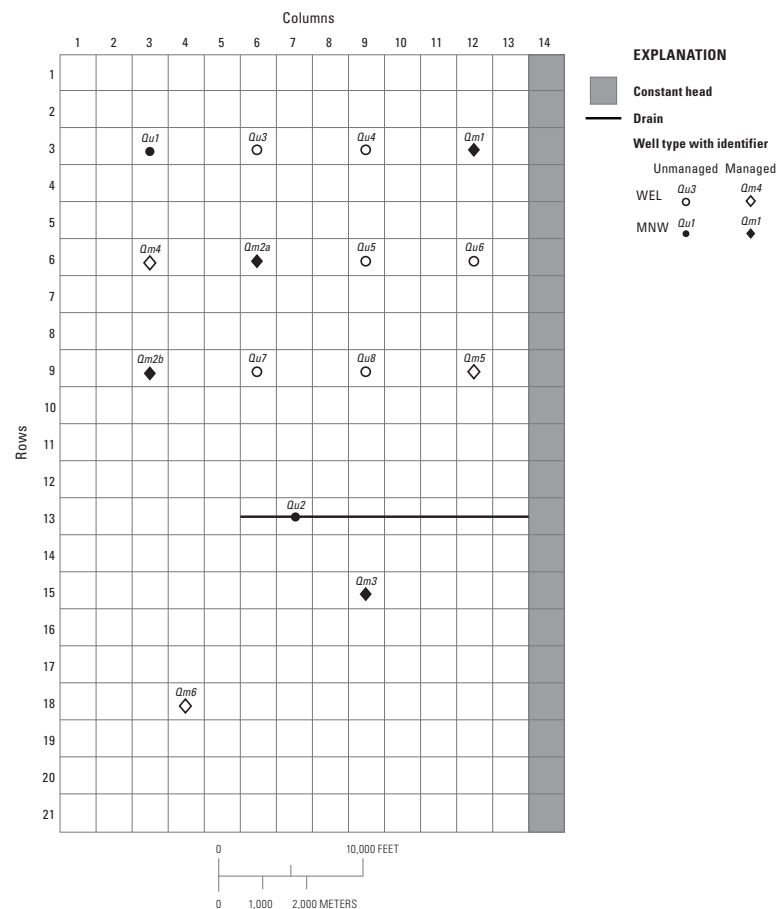 Columns
1 2 3 4 5 6 7 8 9 10 11 12 13 14
Rows
1
2
3 Qu1 Qu3 Qu4 Qm1
4
5
6 Qm4 Qm2a Qu5 Qu6
7
8
9 Qm2b Qu7 Qu8 Qm5
10
11
12
13 Qu2
14
15 Qm3
16
17
18 Qm6
19
20
21
0 10,000 FEET
0 1,000 2,000 METERS
EXPLANATION
Constant head
Drain
Well type with identifier
Unmanaged Managed
WEL Qu3 Qm4
MNW Qu1 Qm1